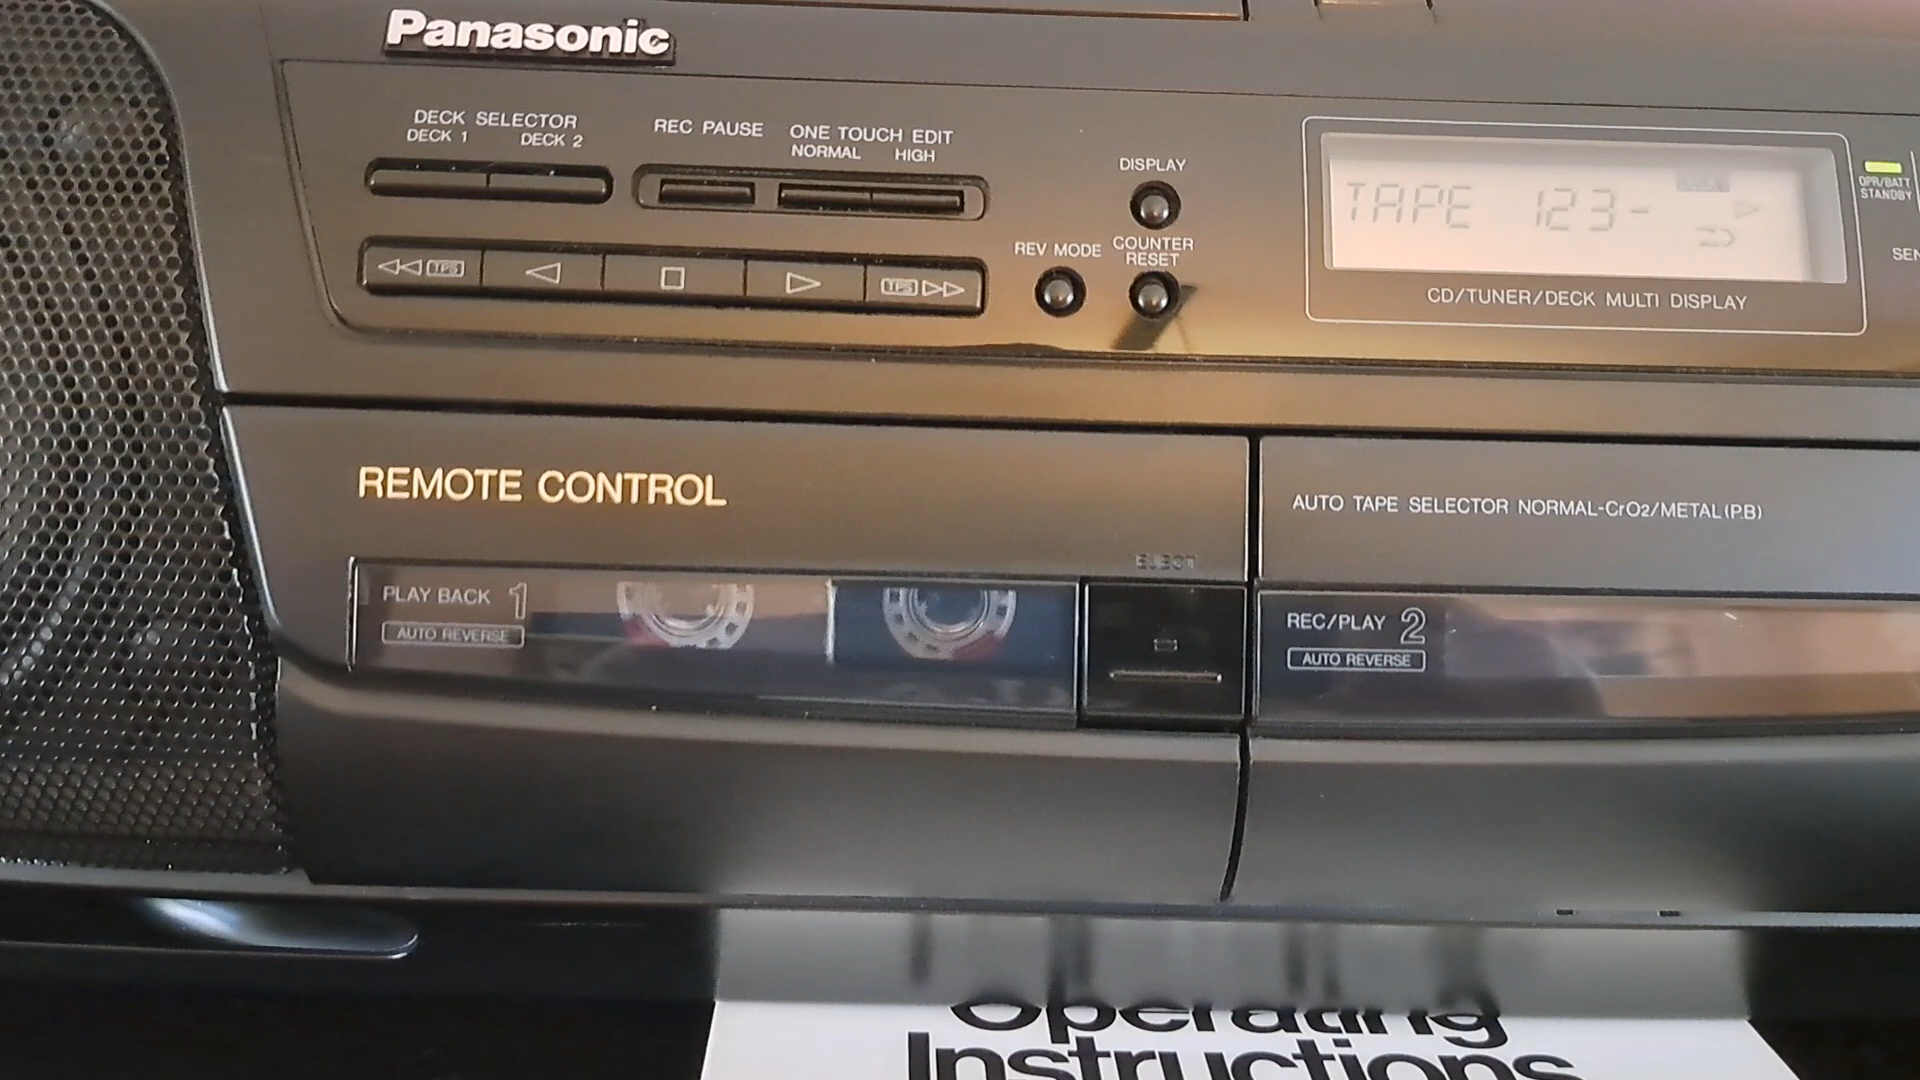 Panasonic
DECK SELECTOR
DECK 1 DECK 2
REC PAUSE
ONE TOUCH EDIT
NORMAL HIGH
DISPLAY
REV MODE
COUNTER
RESET
TPS
TPS
TAPE 123-
CD/TUNER/DECK MULTI DISPLAY
OPR/BATT
STANDBY
REMOTE CONTROL
AUTO TAPE SELECTOR NORMAL-CrO2/METAL(P.B)
EJECT
PLAY BACK 1
AUTO REVERSE
REC/PLAY 2
AUTO REVERSE
Operating
Instructions